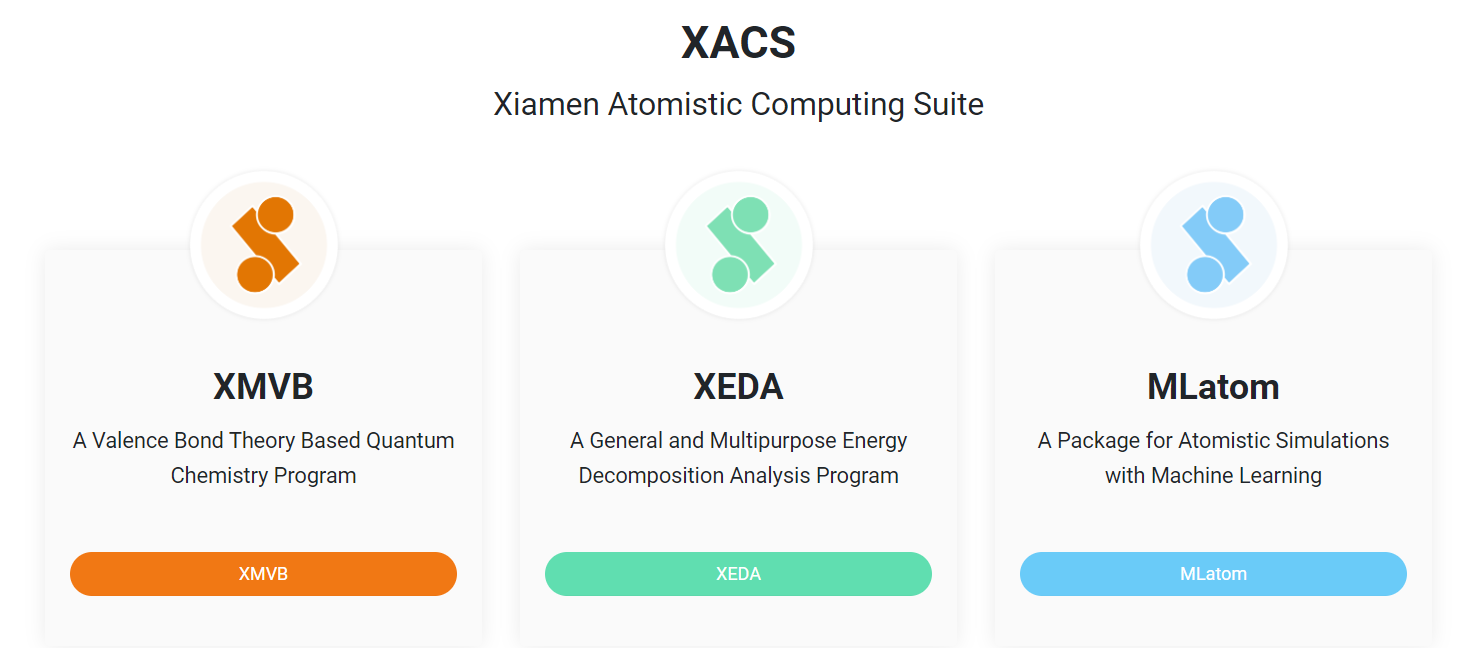 XACS
Xiamen Atomistic Computing Suite
XMVB
A Valence Bond Theory Based Quantum
Chemistry Program
XMVB
XEDA
A General and Multipurpose Energy
Decomposition Analysis Program
XEDA
MLatom
A Package for Atomistic Simulations
with Machine Learning
MLatom